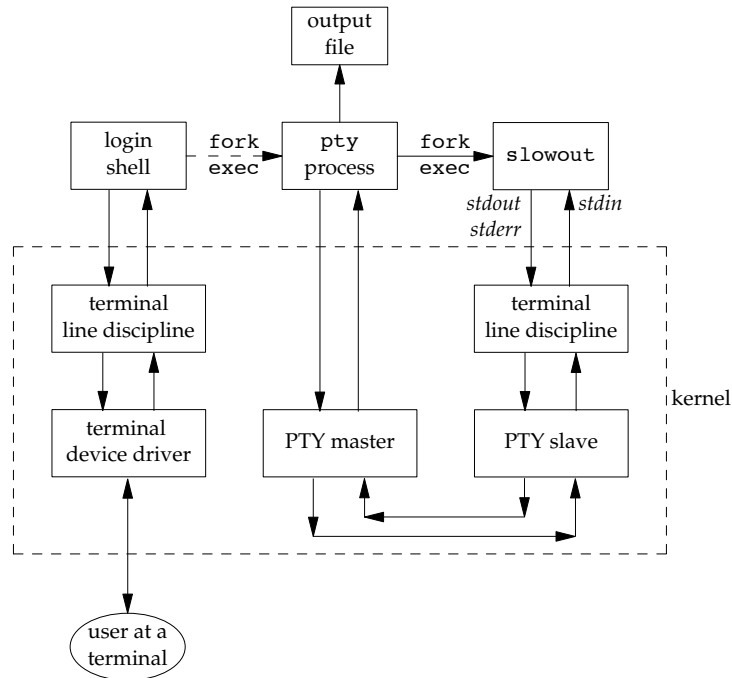 output
file
login
shell
fork
exec
pty
process
fork
exec
slowout
stdout
stderr
stdin
terminal
line discipline
terminal
line discipline
kernel
terminal
device driver
PTY master
PTY slave
user at a
terminal